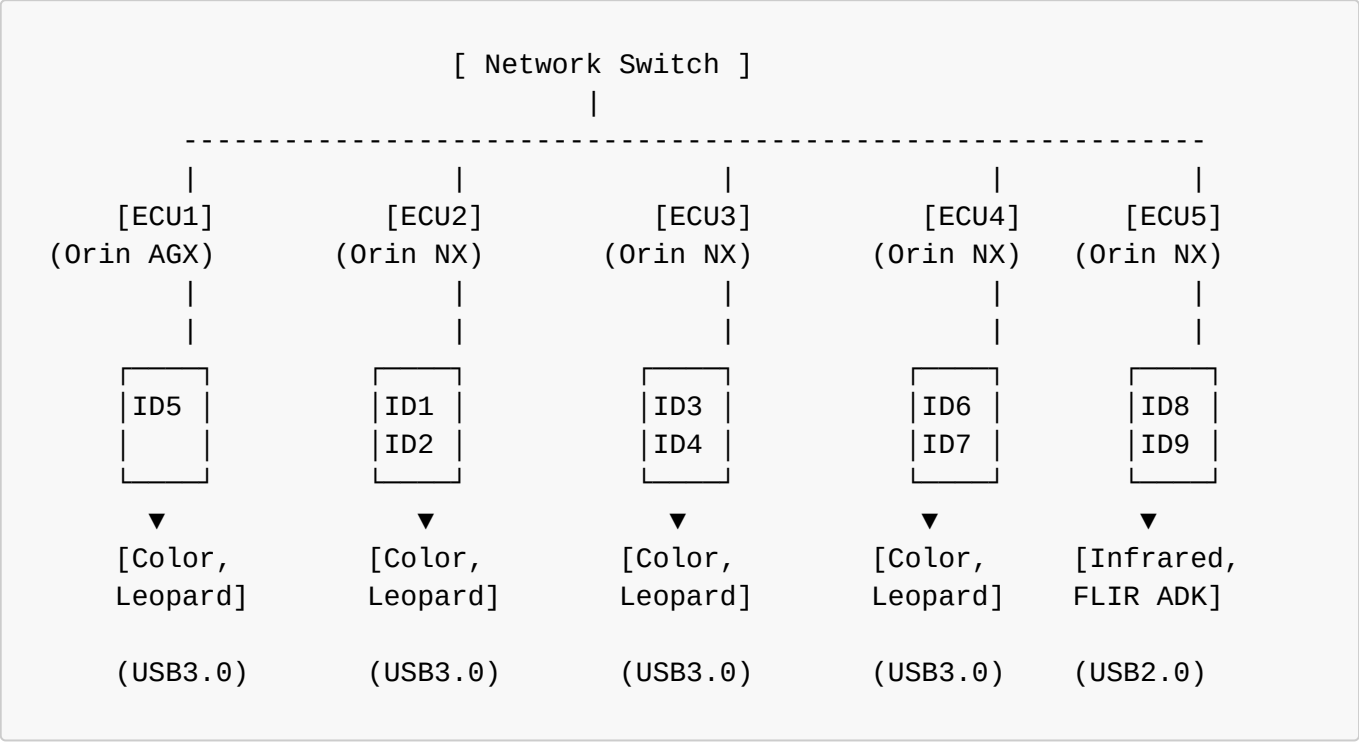 [ Network Switch ]
[ECU1] [ECU2] [ECU3] [ECU4] [ECU5]
(Orin AGX) (Orin NX) (Orin NX) (Orin NX) (Orin NX)
ID5 ID1 ID3 ID6 ID8
ID2 ID4 ID7 ID9
[Color, [Color, [Color, [Color, [Infrared,
Leopard] Leopard] Leopard] Leopard] FLIR ADK]
(USB3.0) (USB3.0) (USB3.0) (USB3.0) (USB2.0)